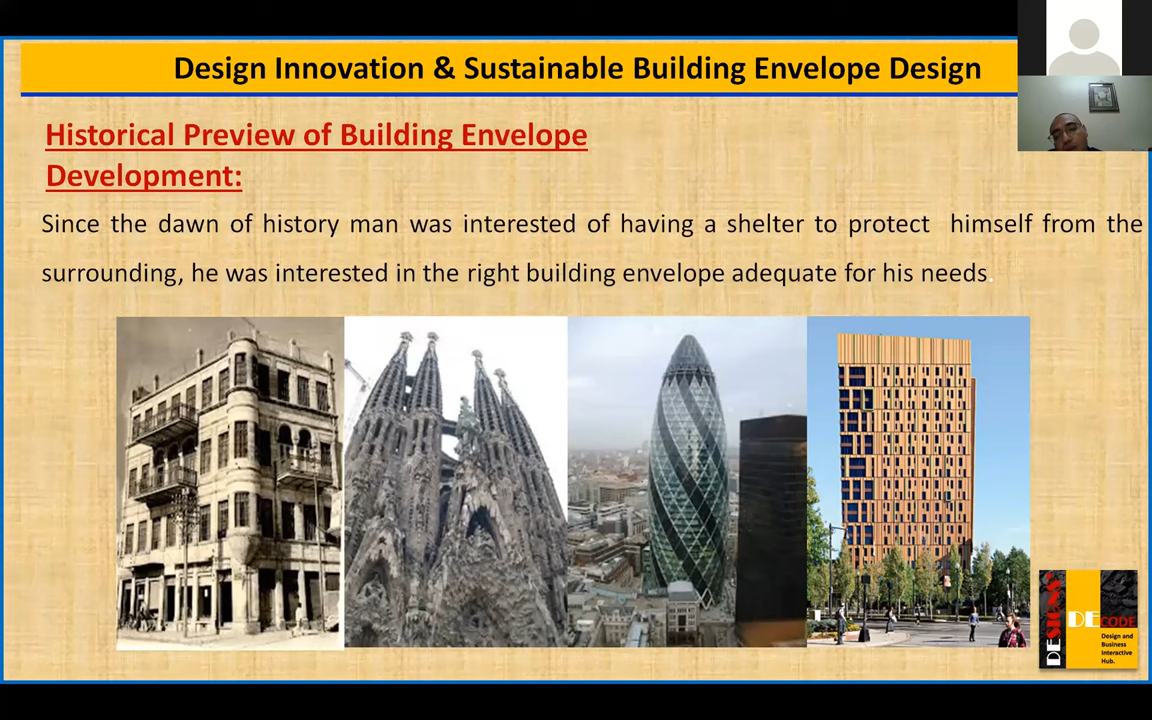 Design Innovation & Sustainable Building Envelope Design
Historical Preview of Building Envelope
Development:
Since the dawn of history man was interested of having a shelter to protect himself from the
surrounding, he was interested in the right building envelope adequate for his needs.
DESIGNS'
DECODE
Design and
Business
Interactive
Hub.